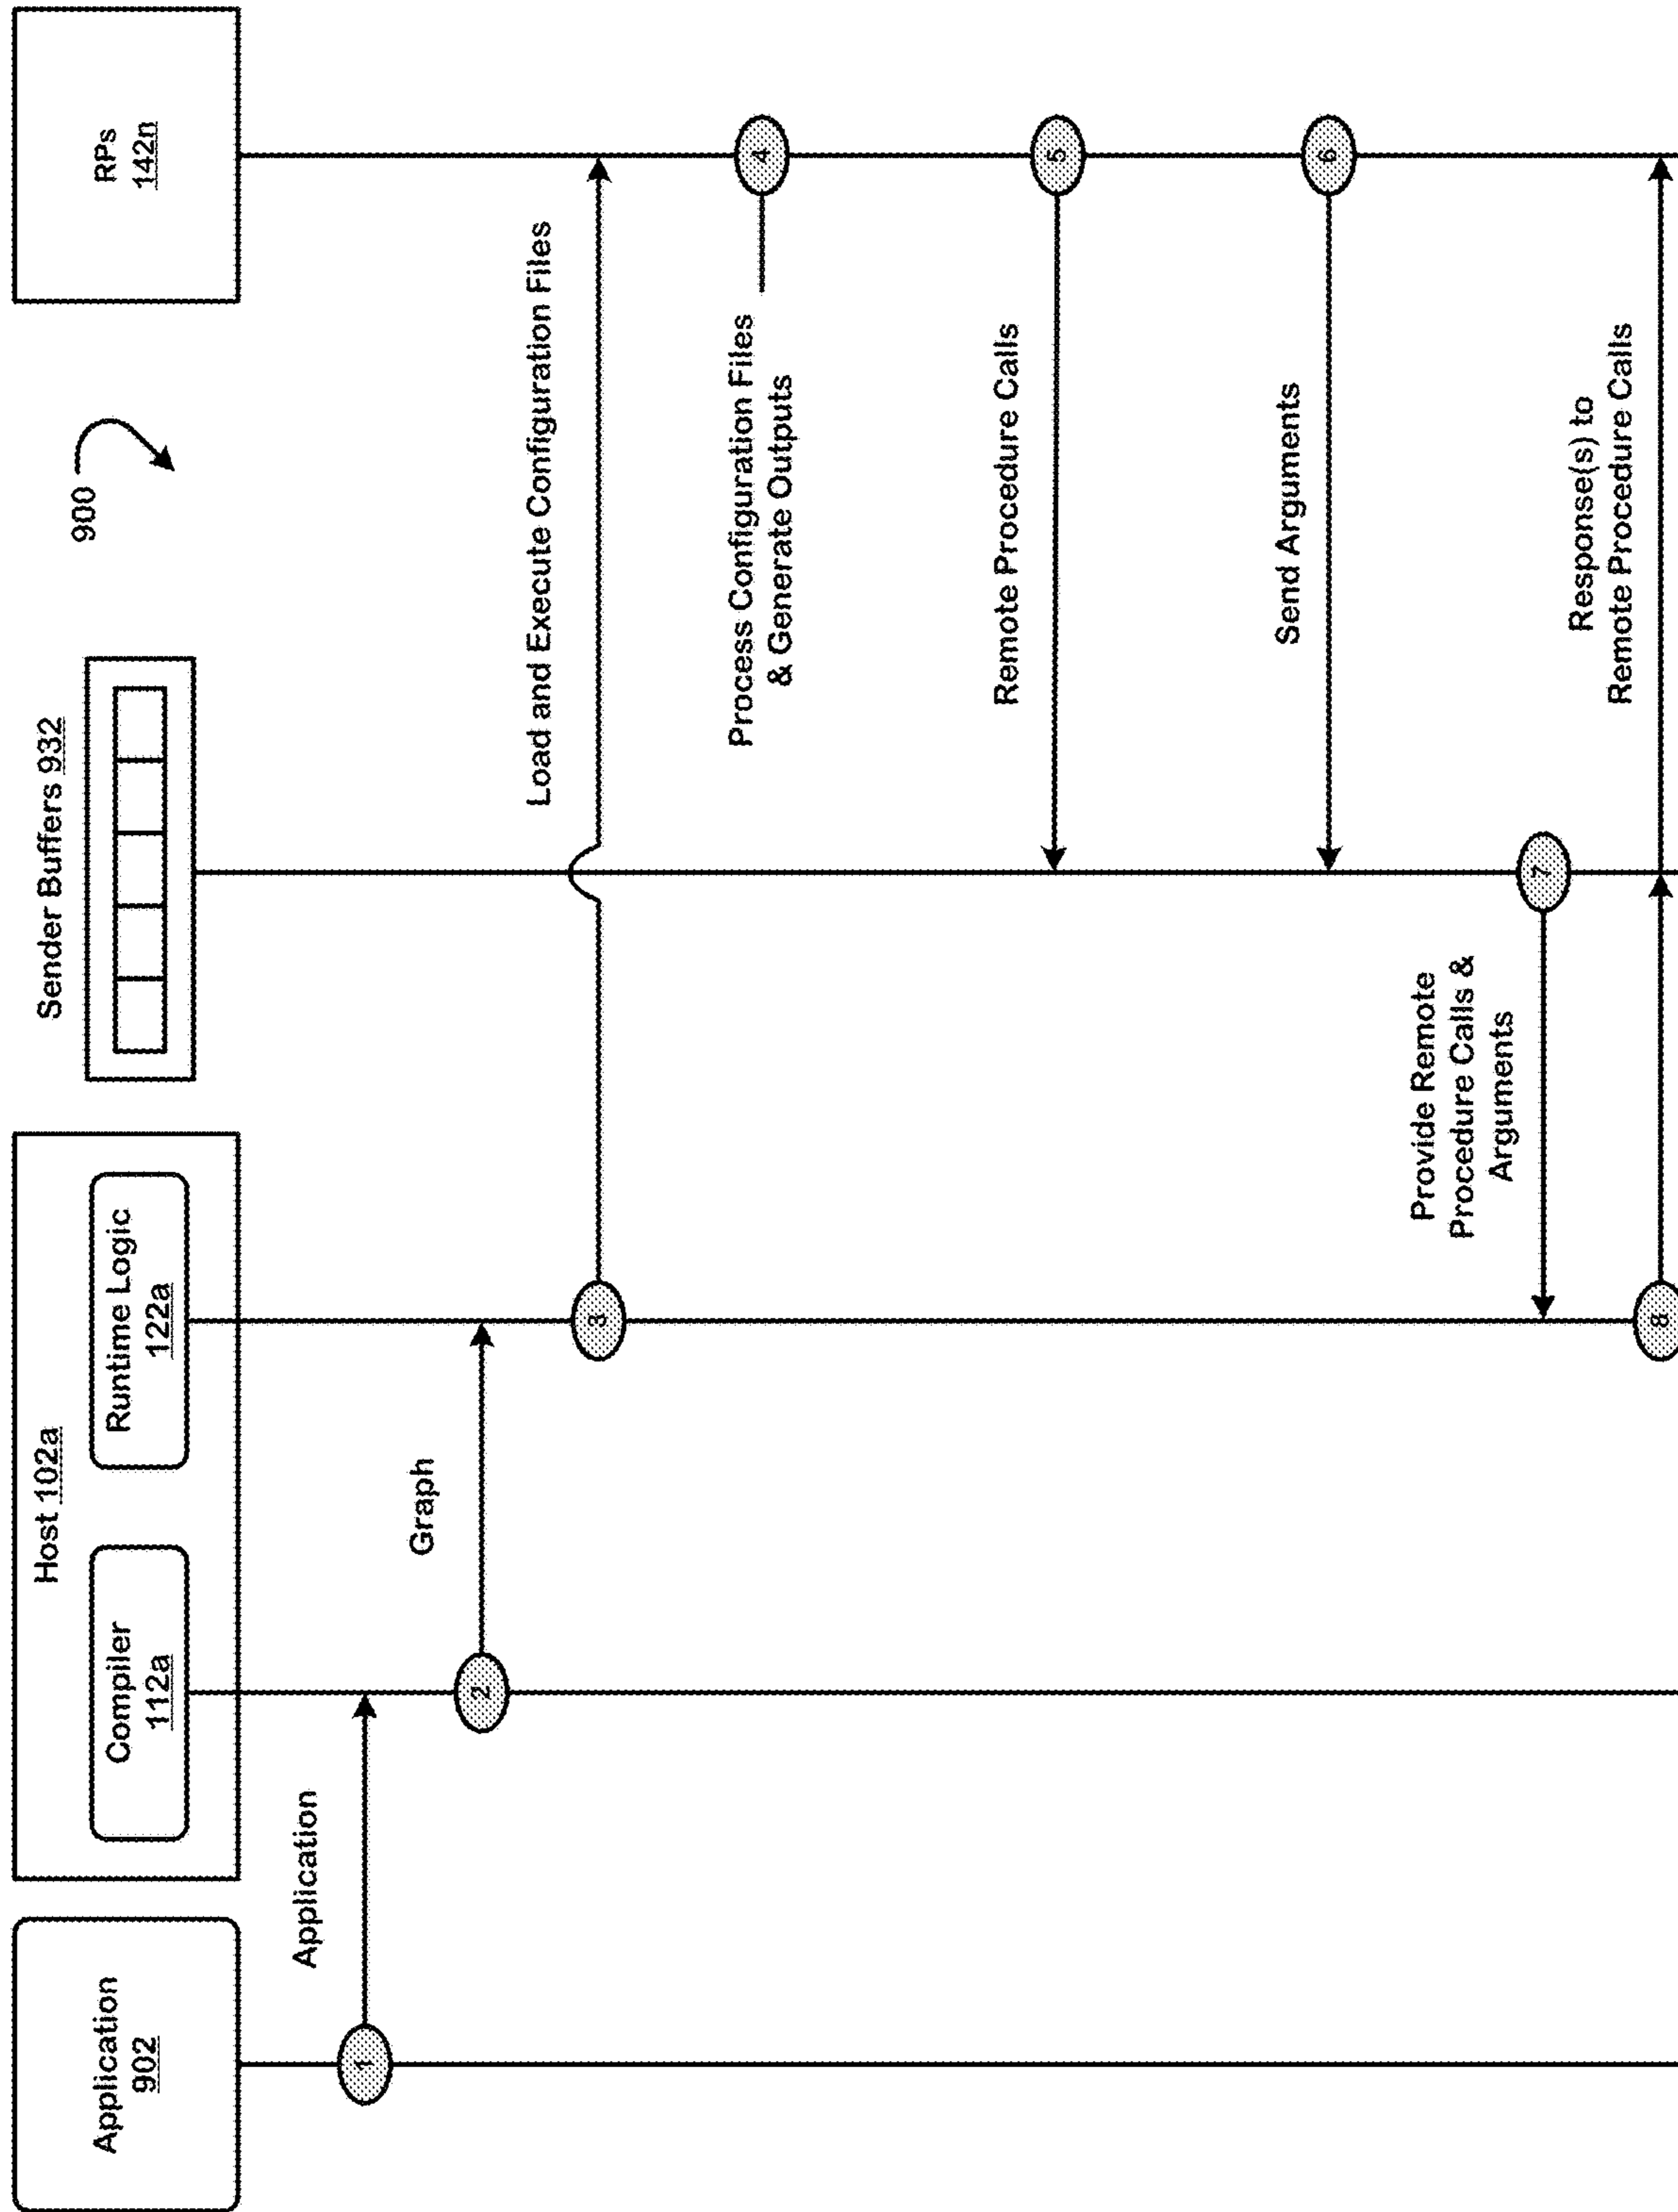 Application
902
Host 102a
Compiler
112a
Runtime Logic
122a
Sender Buffers 932
RPs
142n
900
Application
1
Graph
2
Load and Execute Configuration Files
3
4
Process Configuration Files
& Generate Outputs
Remote Procedure Calls
5
Send Arguments
6
Provide Remote
Procedure Calls &
Arguments
7
Response(s) to
Remote Procedure Calls
8